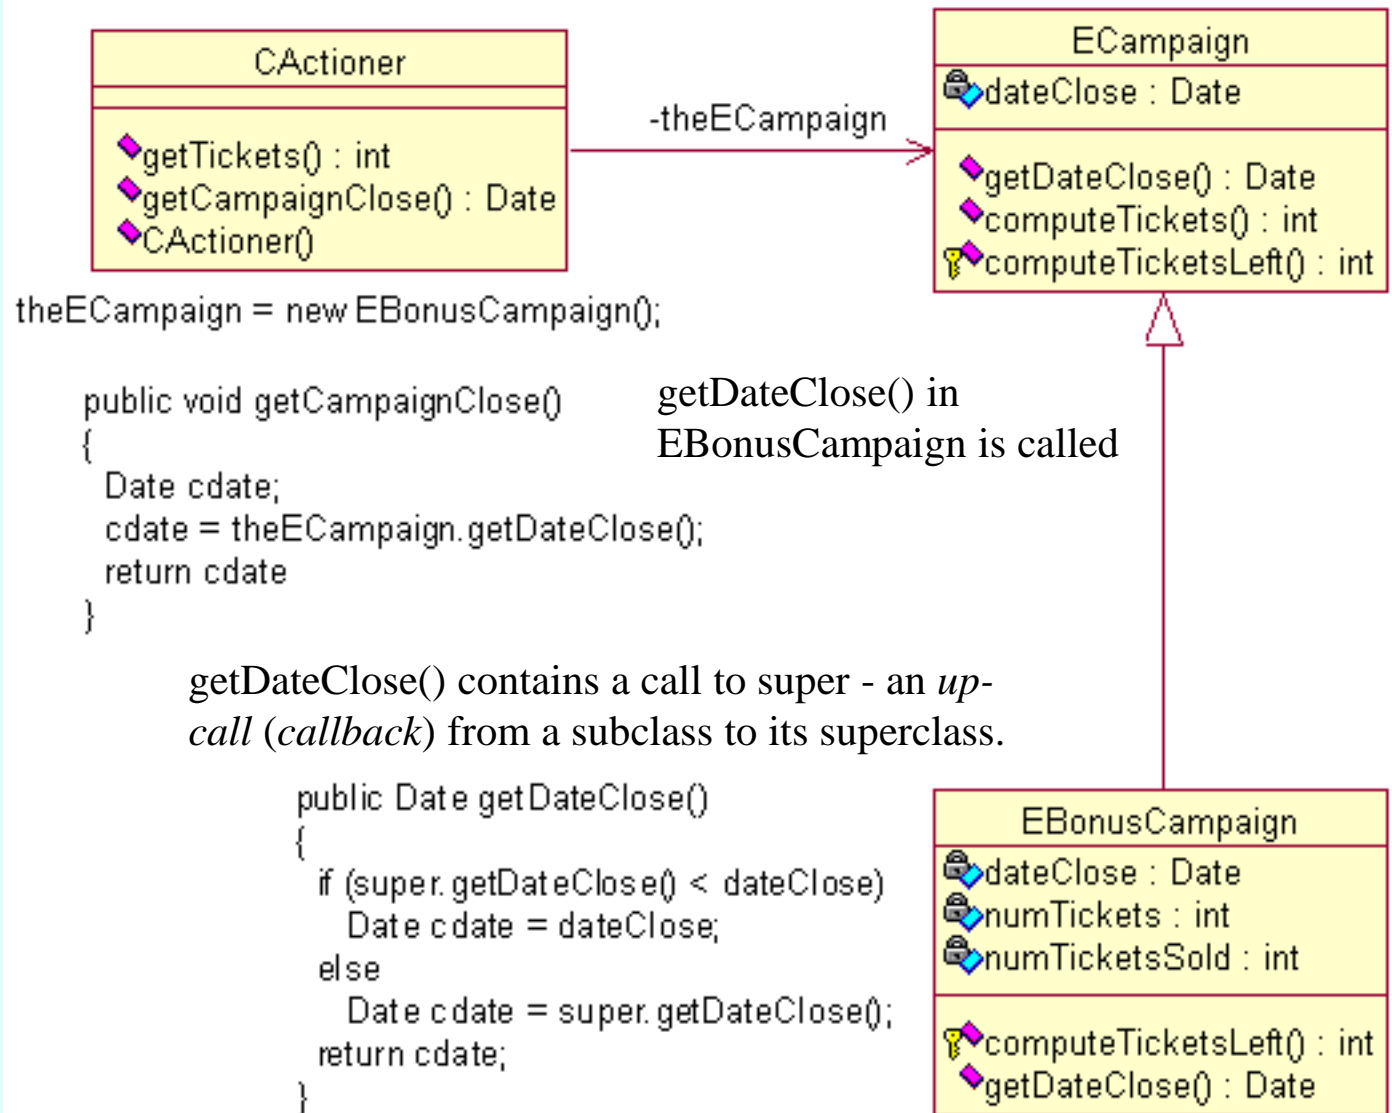 CActioner
getTickets() : int
getCampaignClose() : Date
CActioner()
-theECampaign
ECampaign
dateClose : Date
getDateClose() : Date
computeTickets() : int
computeTicketsLeft() : int
theECampaign = new EBonusCampaign();
public void getCampaignClose()
{
Date cdate;
cdate = theECampaign.getDateClose();
return cdate
}
getDateClose() in
EBonusCampaign is called
getDateClose() contains a call to super - an up-
call (callback) from a subclass to its superclass.
public Date getDateClose()
{
if (super.getDateClose() < dateClose)
Date cdate = dateClose;
else
Date cdate = super.getDateClose();
return cdate;
}
EBonusCampaign
dateClose : Date
numTickets : int
numTicketsSold : int
computeTicketsLeft() : int
getDateClose() : Date